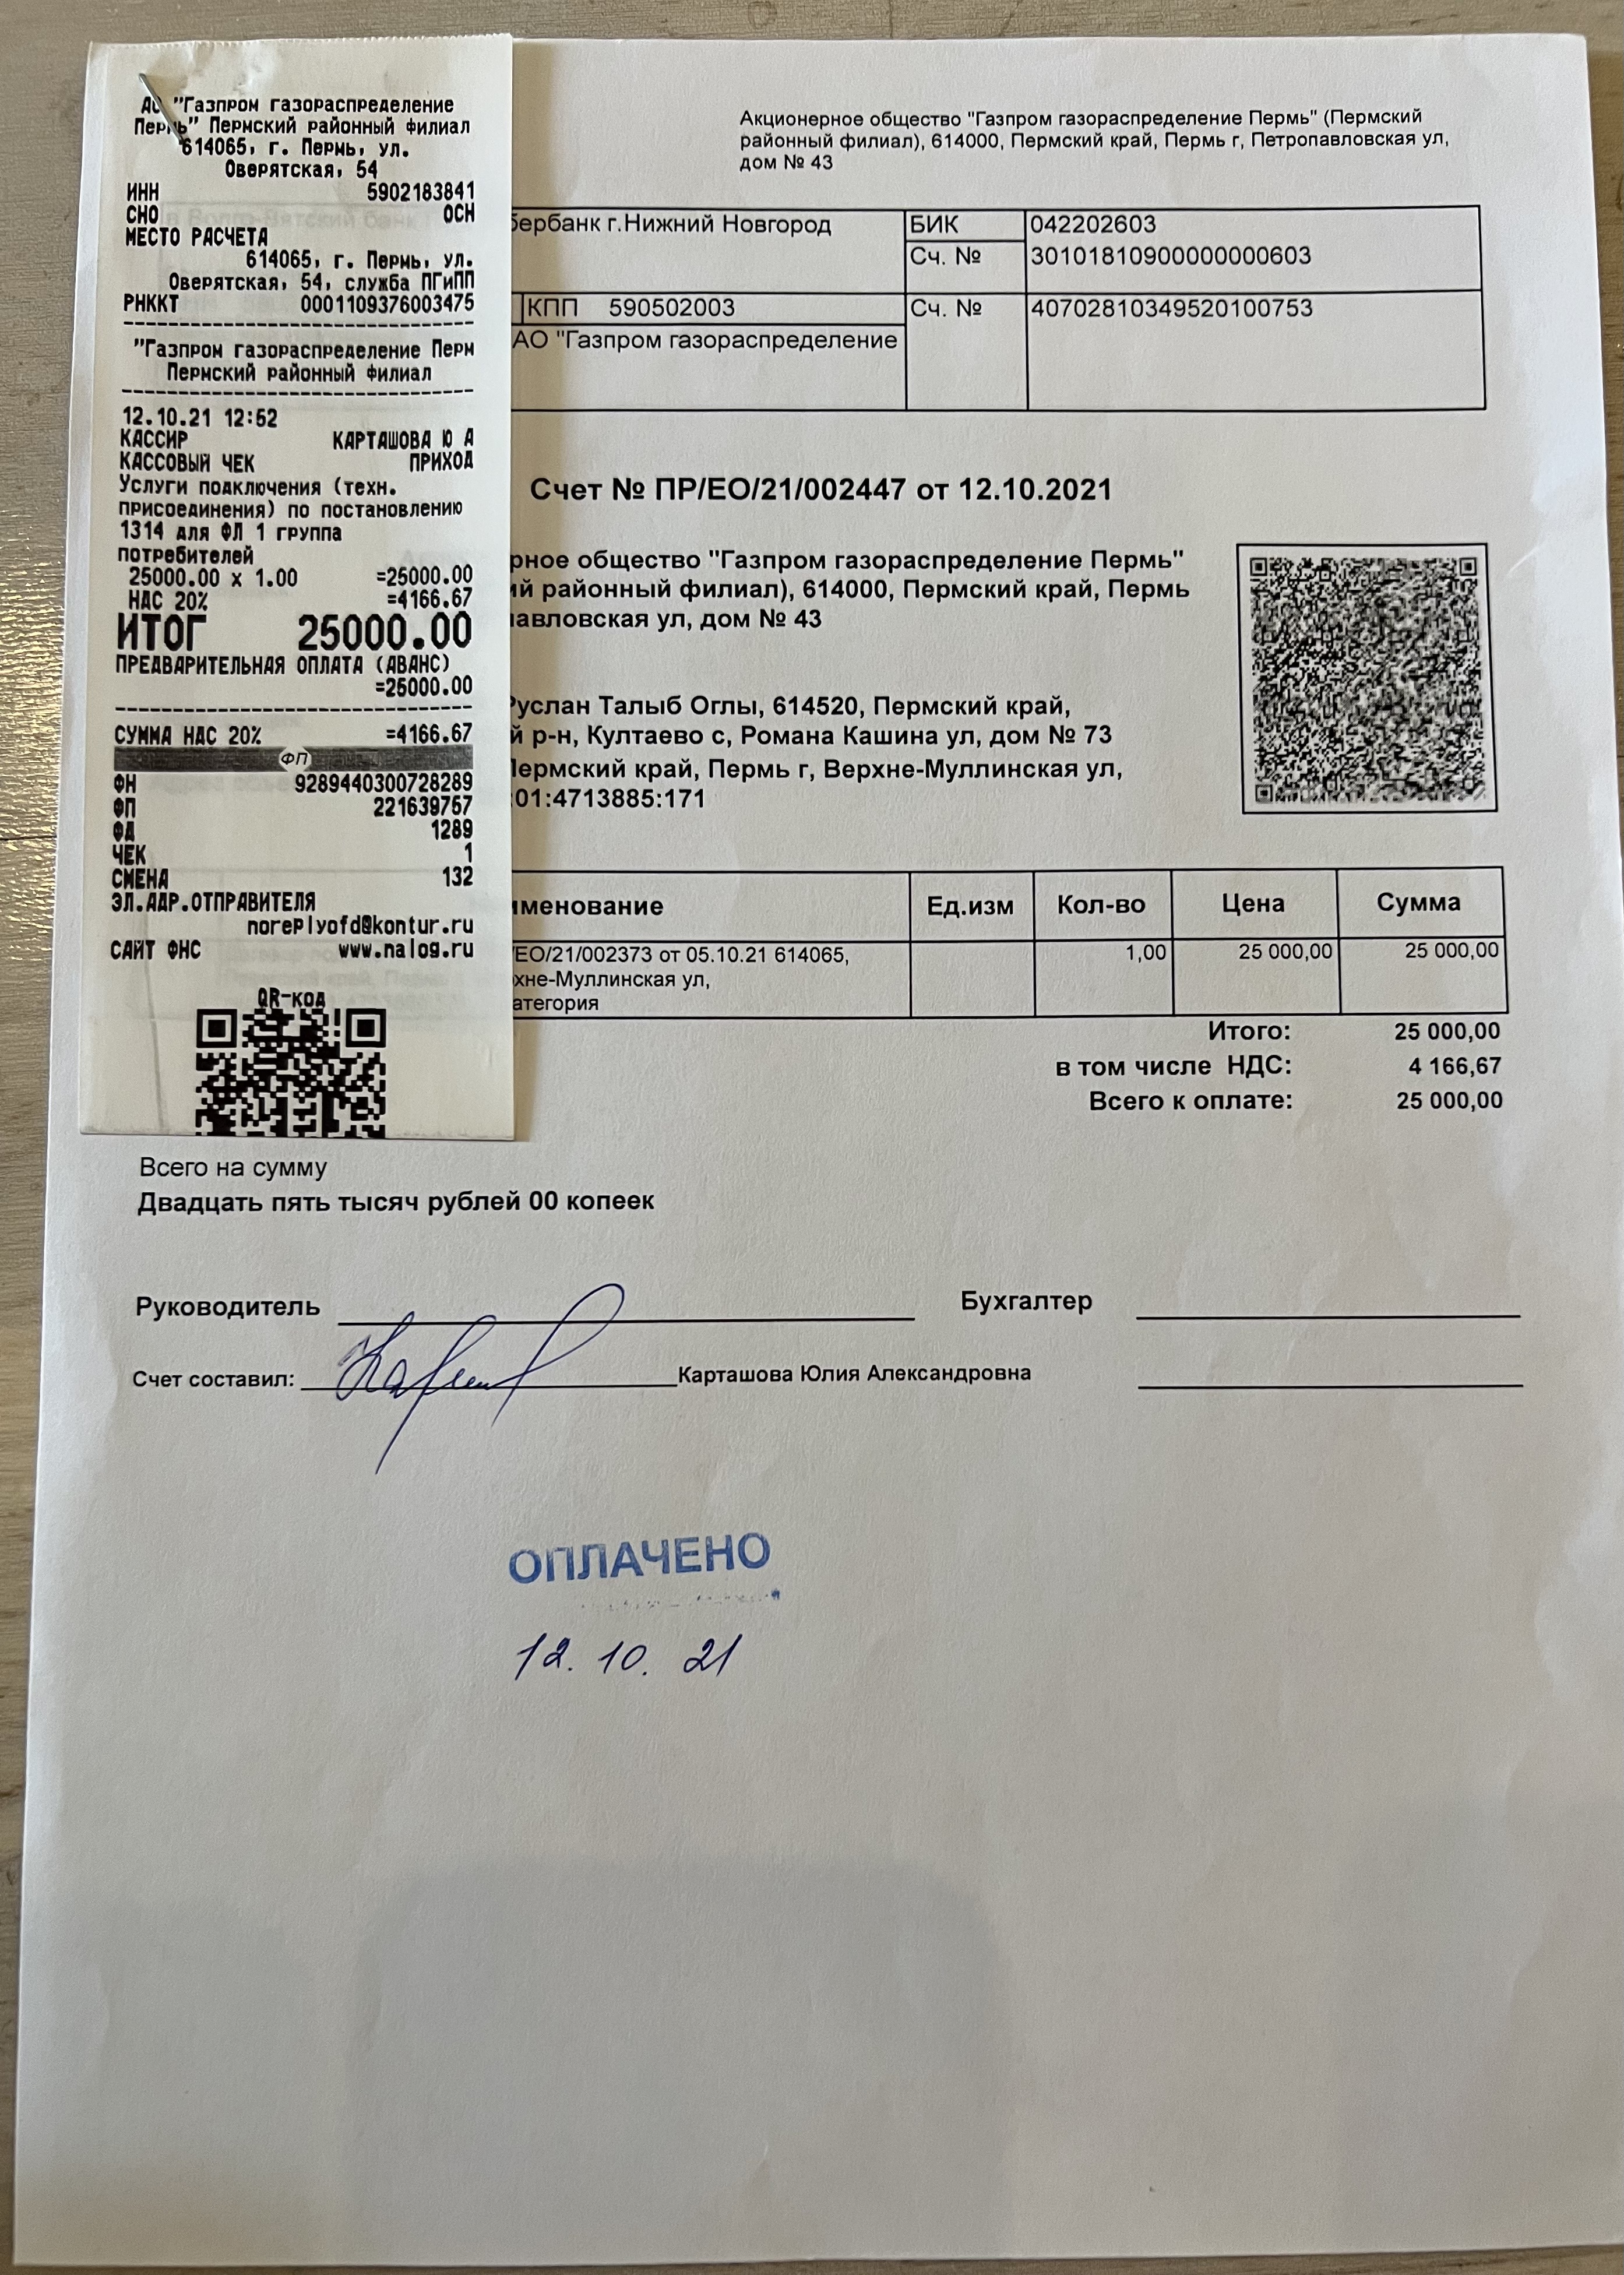 АО "Газпром газораспределение
Пермь" Пермский районный филиал
614065, г. Пермь, ул.
Оверятская, 54
ИНН 5902183841
СНО ОСН
МЕСТО РАСЧЕТА
614065, г. Пермь, ул.
Оверятская, 54, служба ПГиПП
РНККТ 0001109376003475
"Газпром газораспределение Перм
Пермский районный филиал
12.10.21 12:52
КАССИР КАРТАШОВА Ю А
КАССОВЫЙ ЧЕК ПРИХОД
Услуги подключения (техн.
присоединения) по постановлению
1314 для ФЛ 1 группа
потребителей
25000.00 x 1.00 =25000.00
НДС 20% =4166.67
ИТОГ 25000.00
ПРЕДВАРИТЕЛЬНАЯ ОПЛАТА (АВАНС)
=25000.00
СУММА НДС 20% =4166.67
ФП
ФН 9289440300728289
ФП 221639757
ФД 1289
ЧЕК 1
СМЕНА 132
ЭЛ.АДР.ОТПРАВИТЕЛЯ
noreplyofd@kontur.ru
САЙТ ФНС www.nalog.ru
QR-код
Акционерное общество "Газпром газораспределение Пермь" (Пермский
районный филиал), 614000, Пермский край, Пермь г, Петропавловская ул,
дом № 43
бербанк г.Нижний Новгород БИК 042202603
Сч. № 30101810900000000603
КПП 590502003 Сч. № 40702810349520100753
АО "Газпром газораспределение
Счет № ПР/ЕО/21/002447 от 12.10.2021
рное общество "Газпром газораспределение Пермь"
ий районный филиал), 614000, Пермский край, Пермь
авловская ул, дом № 43
Руслан Талыб Оглы, 614520, Пермский край,
й р-н, Култаево с, Романа Кашина ул, дом № 73
Пермский край, Пермь г, Верхне-Муллинская ул,
:01:4713885:171
именование Ед.изм Кол-во Цена Сумма
ЕО/21/002373 от 05.10.21 614065, 1,00 25 000,00 25 000,00
хне-Муллинская ул,
атегория
Итого: 25 000,00
в том числе НДС: 4 166,67
Всего к оплате: 25 000,00
Всего на сумму
Двадцать пять тысяч рублей 00 копеек
Руководитель Бухгалтер
Счет составил: Карташова Юлия Александровна
ОПЛАЧЕНО
12. 10. 21